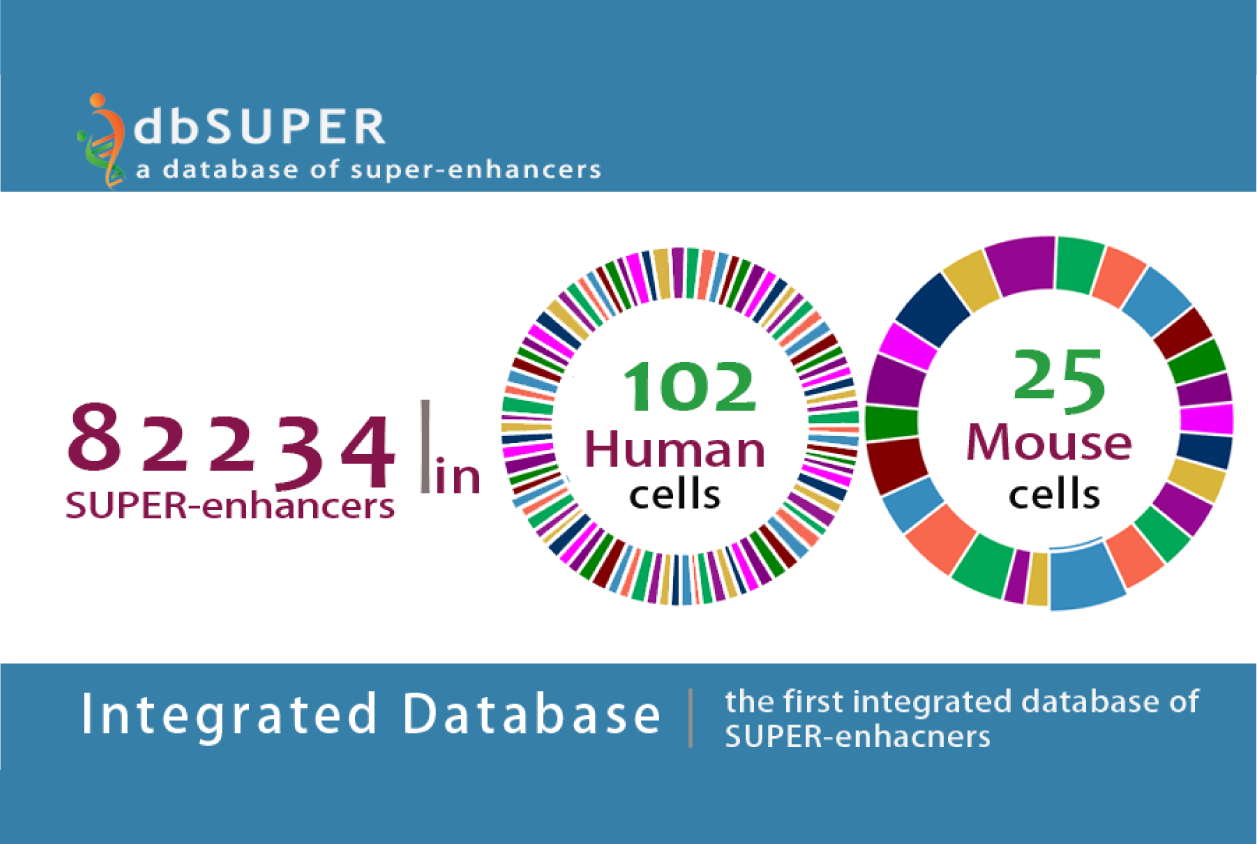 dbSUPER
a database of super-enhancers
82234
SUPER-enhancers
in
102
Human
cells
25
Mouse
cells
Integrated Database
the first integrated database of
SUPER-enhacners